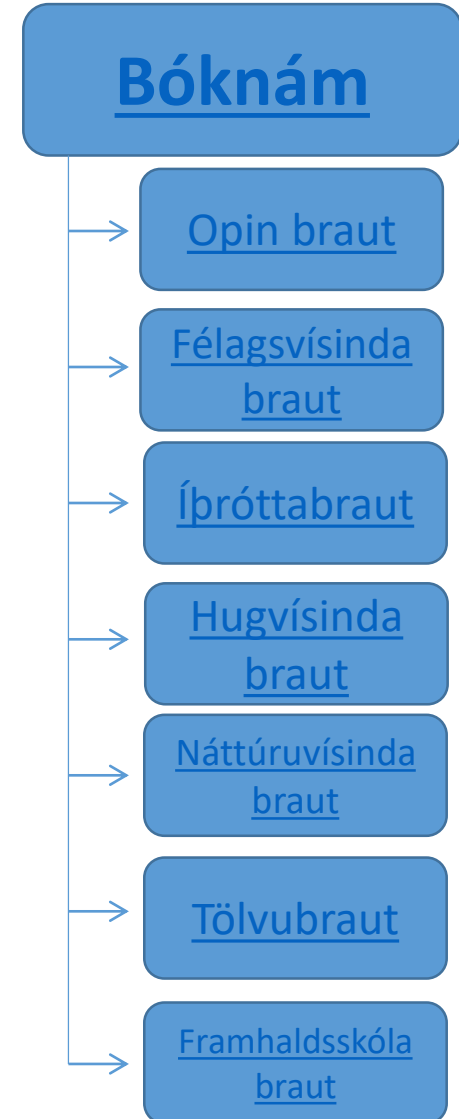 Bóknám
Opin braut
Félagsvísinda
braut
Íþróttabraut
Hugvísinda
braut
Náttúruvísinda
braut
Tölvubraut
Framhaldsskóla
braut